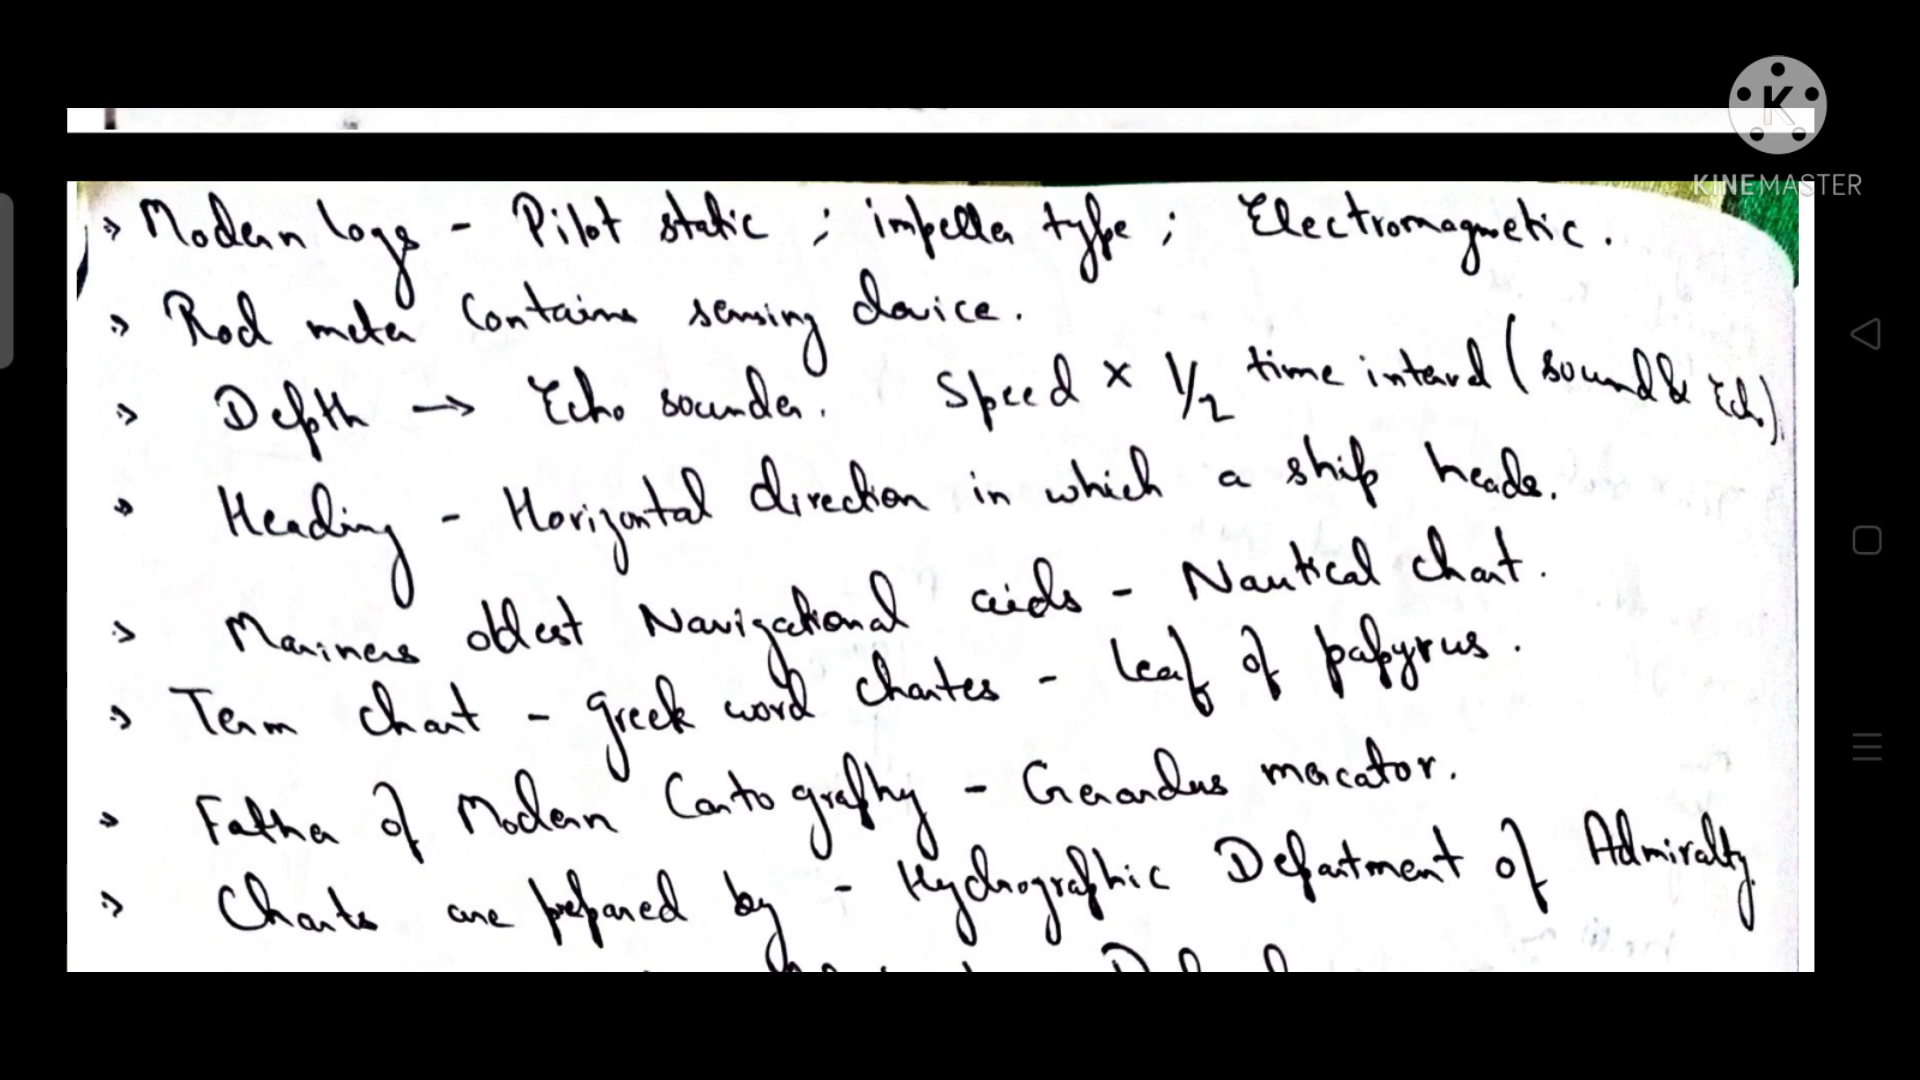 KINEMASTER
» Modern logs - Pilot static ; impeller type ; Electromagnetic.
» Rod meter contains sensing device.
» Depth → Echo sounder. Speed × 1/2 time interval (sound & Echo)
» Heading - Horizontal direction in which a ship heads.
» Mariners oldest Navigational aids - Nautical chart.
» Term chart - greek word chartes - leaf of papyrus.
» Father of Modern Cartography - Gerardus mercator.
» Charts are prepared by - Hydrographic Department of Admiralty